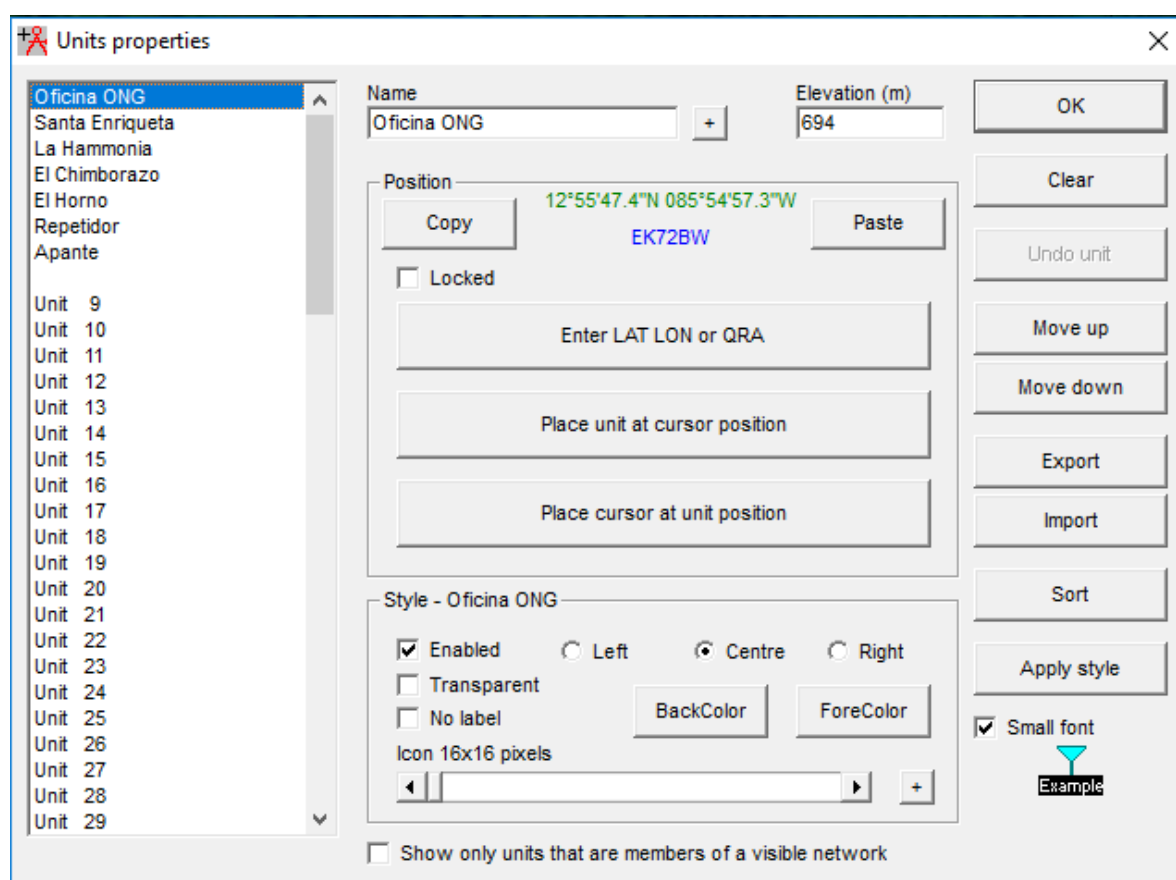 Units properties
Oficina ONG
Santa Enriqueta
La Hammonia
El Chimborazo
El Horno
Repetidor
Apante
Unit 9
Unit 10
Unit 11
Unit 12
Unit 13
Unit 14
Unit 15
Unit 16
Unit 17
Unit 18
Unit 19
Unit 20
Unit 21
Unit 22
Unit 23
Unit 24
Unit 25
Unit 26
Unit 27
Unit 28
Unit 29
Name
Elevation (m)
Oficina ONG
+
694
Position
Copy
12°55'47.4"N 085°54'57.3"W
EK72BW
Paste
Locked
Enter LAT LON or QRA
Place unit at cursor position
Place cursor at unit position
Style - Oficina ONG
Enabled
Left
Centre
Right
Transparent
No label
BackColor
ForeColor
Icon 16x16 pixels
+
Show only units that are members of a visible network
OK
Clear
Undo unit
Move up
Move down
Export
Import
Sort
Apply style
Small font
Example